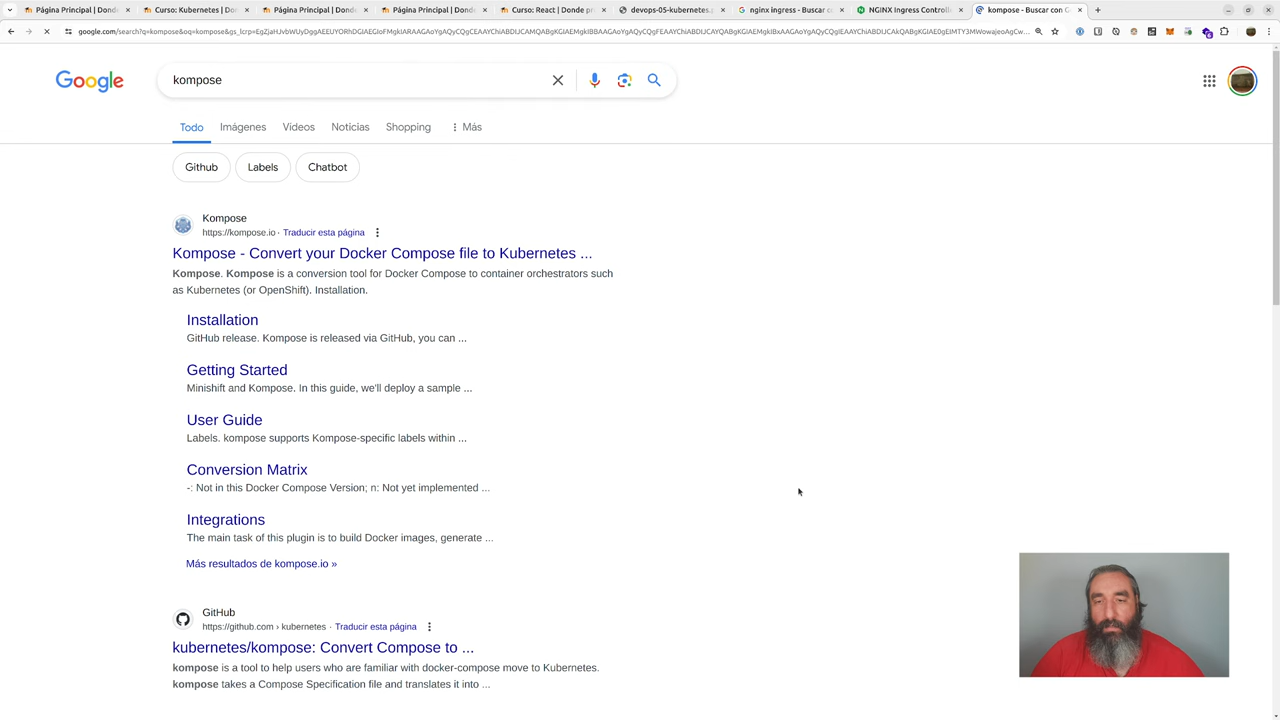 Página Principal | Dond
Curso: Kubernetes | Don
Página Principal | Dond
Página Principal | Dond
Curso: React | Donde pr
devops-05-kubernetes.
nginx ingress - Buscar c
NGINX Ingress Controll
kompose - Buscar con G
google.com/search?q=kompose&oq=kompose&gs_lcrp=
kompose
Google
Todo
Imágenes
Vídeos
Noticias
Shopping
Más
Github
Labels
Chatbot
Kompose
https://kompose.io · Traducir esta página
Kompose - Convert your Docker Compose file to Kubernetes ...
Kompose. Kompose is a conversion tool for Docker Compose to container orchestrators such
as Kubernetes (or OpenShift). Installation.
Installation
GitHub release. Kompose is released via GitHub, you can ...
Getting Started
Minishift and Kompose. In this guide, we'll deploy a sample ...
User Guide
Labels. kompose supports Kompose-specific labels within ...
Conversion Matrix
-: Not in this Docker Compose Version; n: Not yet implemented ...
Integrations
The main task of this plugin is to build Docker images, generate ...
Más resultados de kompose.io »
GitHub
https://github.com › kubernetes · Traducir esta página
kubernetes/kompose: Convert Compose to ...
kompose is a tool to help users who are familiar with docker-compose move to Kubernetes.
kompose takes a Compose Specification file and translates it into ...